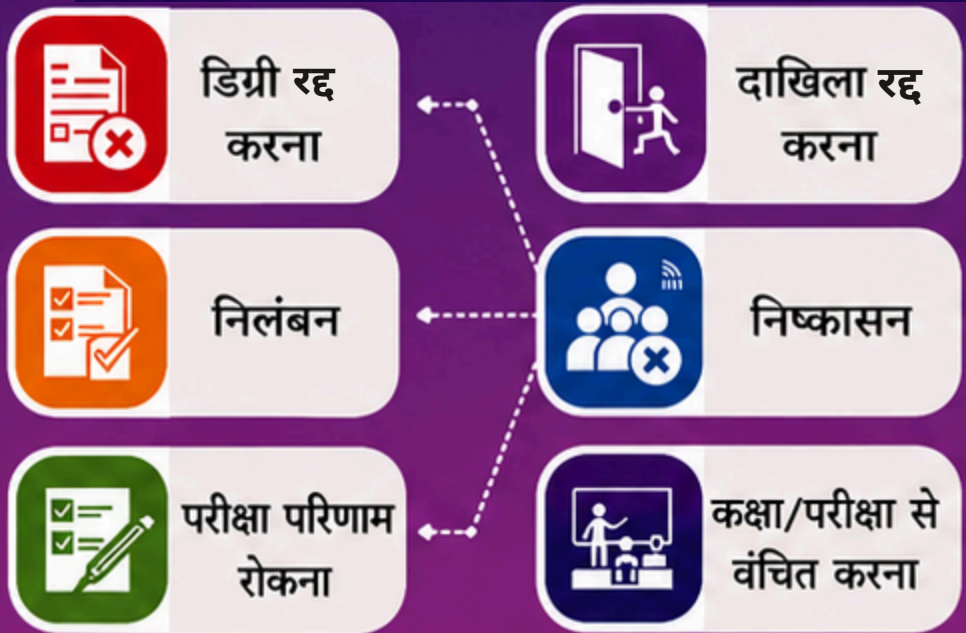 डिग्री रद्द
करना
दाखिला रद्द
करना
निलंबन
निष्कासन
परीक्षा परिणाम
रोकना
कक्षा/परीक्षा से
वंचित करना